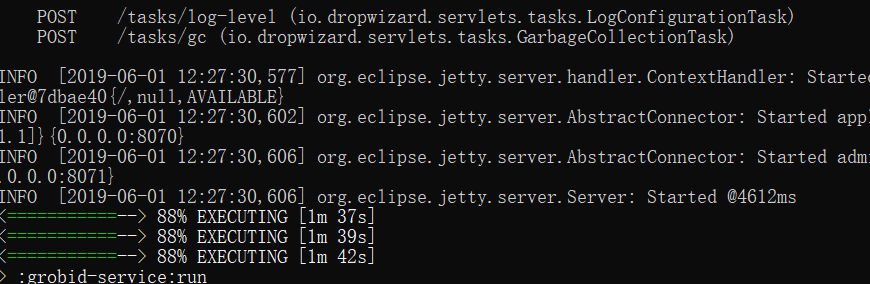 POST /tasks/log-level (io.dropwizard.servlets.tasks.LogConfigurationTask)
POST /tasks/gc (io.dropwizard.servlets.tasks.GarbageCollectionTask)
INFO [2019-06-01 12:27:30,577] org.eclipse.jetty.server.handler.ContextHandler: Started
ler@7dbae40{/,null,AVAILABLE}
INFO [2019-06-01 12:27:30,602] org.eclipse.jetty.server.AbstractConnector: Started appl
1.1]}{0.0.0.0:8070}
INFO [2019-06-01 12:27:30,606] org.eclipse.jetty.server.AbstractConnector: Started adm
.0.0.0:8071}
INFO [2019-06-01 12:27:30,606] org.eclipse.jetty.server.Server: Started @4612ms
<===========--> 88% EXECUTING [1m 37s]
<===========--> 88% EXECUTING [1m 39s]
<===========--> 88% EXECUTING [1m 42s]
> :grobid-service:run